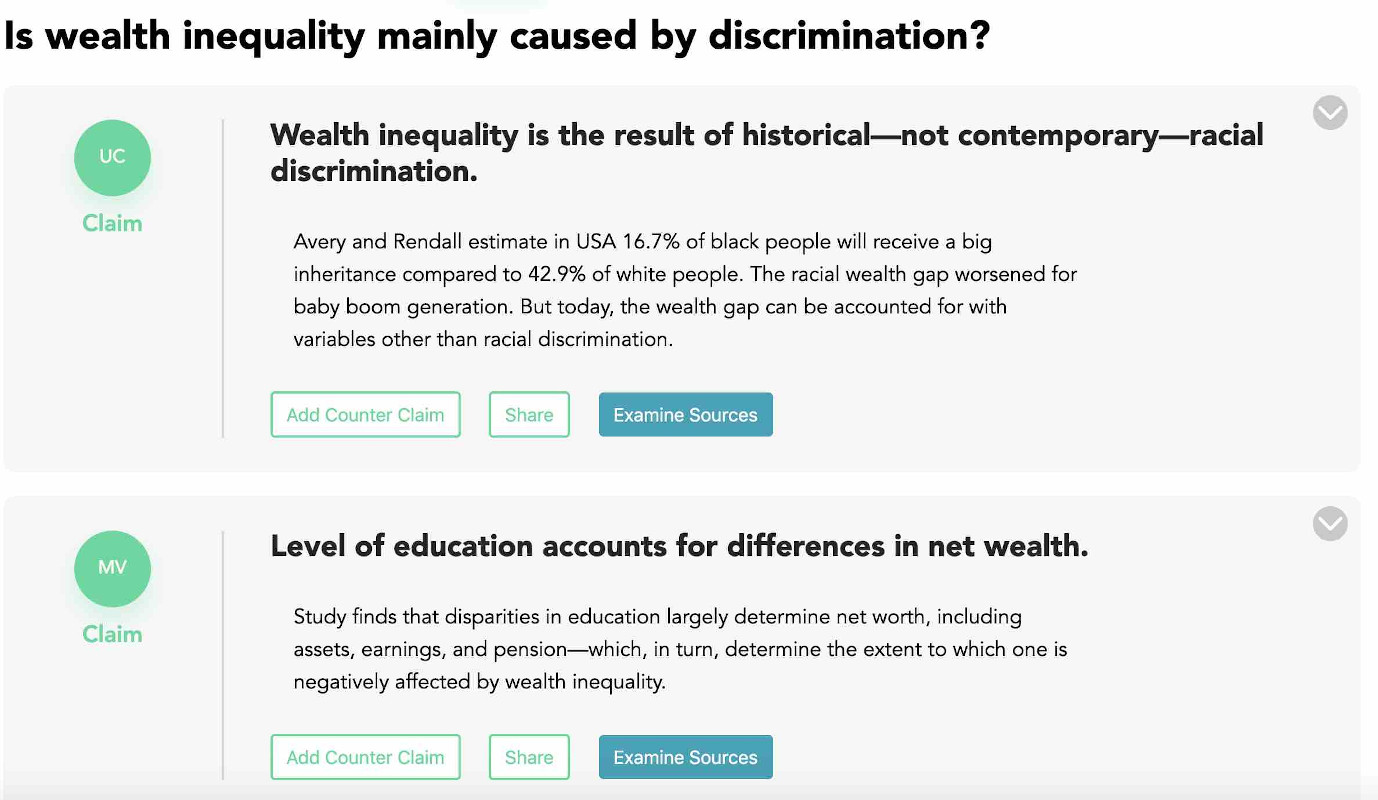 Is wealth inequality mainly caused by discrimination?
UC
Claim
Wealth inequality is the result of historical—not contemporary—racial
discrimination.
Avery and Rendall estimate in USA 16.7% of black people will receive a big
inheritance compared to 42.9% of white people. The racial wealth gap worsened for
baby boom generation. But today, the wealth gap can be accounted for with
variables other than racial discrimination.
Add Counter Claim
Share
Examine Sources
MV
Claim
Level of education accounts for differences in net wealth.
Study finds that disparities in education largely determine net worth, including
assets, earnings, and pension—which, in turn, determine the extent to which one is
negatively affected by wealth inequality.
Add Counter Claim
Share
Examine Sources